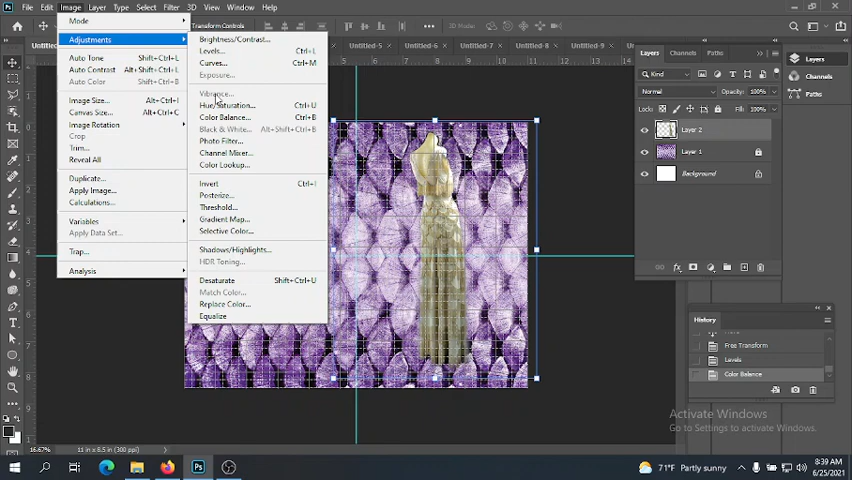 File Edit Image Layer Type Select Filter 3D View Window Help
Transform Controls
3D Mode:
Untitled-5 Untitled-8 Untitled-9 Untitled-
Mode
Adjustments
Auto Tone Shift+Ctrl+L
Auto Contrast Alt+Shift+Ctrl+L
Auto Color Shift+Ctrl+B
Image Size... Alt+Ctrl+I
Canvas Size... Alt+Ctrl+C
Image Rotation
Crop
Trim...
Reveal All
Duplicate...
Apply Image...
Calculations...
Variables
Apply Data Set...
Trap...
Analysis
Brightness/Contrast...
Levels... Ctrl+L
Curves... Ctrl+M
Exposure...
Vibrance...
Hue/Saturation... Ctrl+U
Color Balance... Ctrl+B
Black & White... Alt+Shift+Ctrl+B
Photo Filter...
Channel Mixer...
Color Lookup...
Invert Ctrl+I
Posterize...
Threshold...
Gradient Map...
Selective Color...
Shadows/Highlights...
HDR Toning...
Desaturate Shift+Ctrl+U
Match Color...
Replace Color...
Equalize
Layers Channels Paths
Kind
Normal Opacity: 100%
Lock: Fill: 100%
Layer 2
Layer 1
Background
Layers
Channels
Paths
History
Free Transform
Levels
Color Balance
16.67% 11 in x 8.5 in (300 ppi)
Activate Windows
Go to Settings to activate Windows.
71°F Partly sunny
8:39 AM
6/25/2021